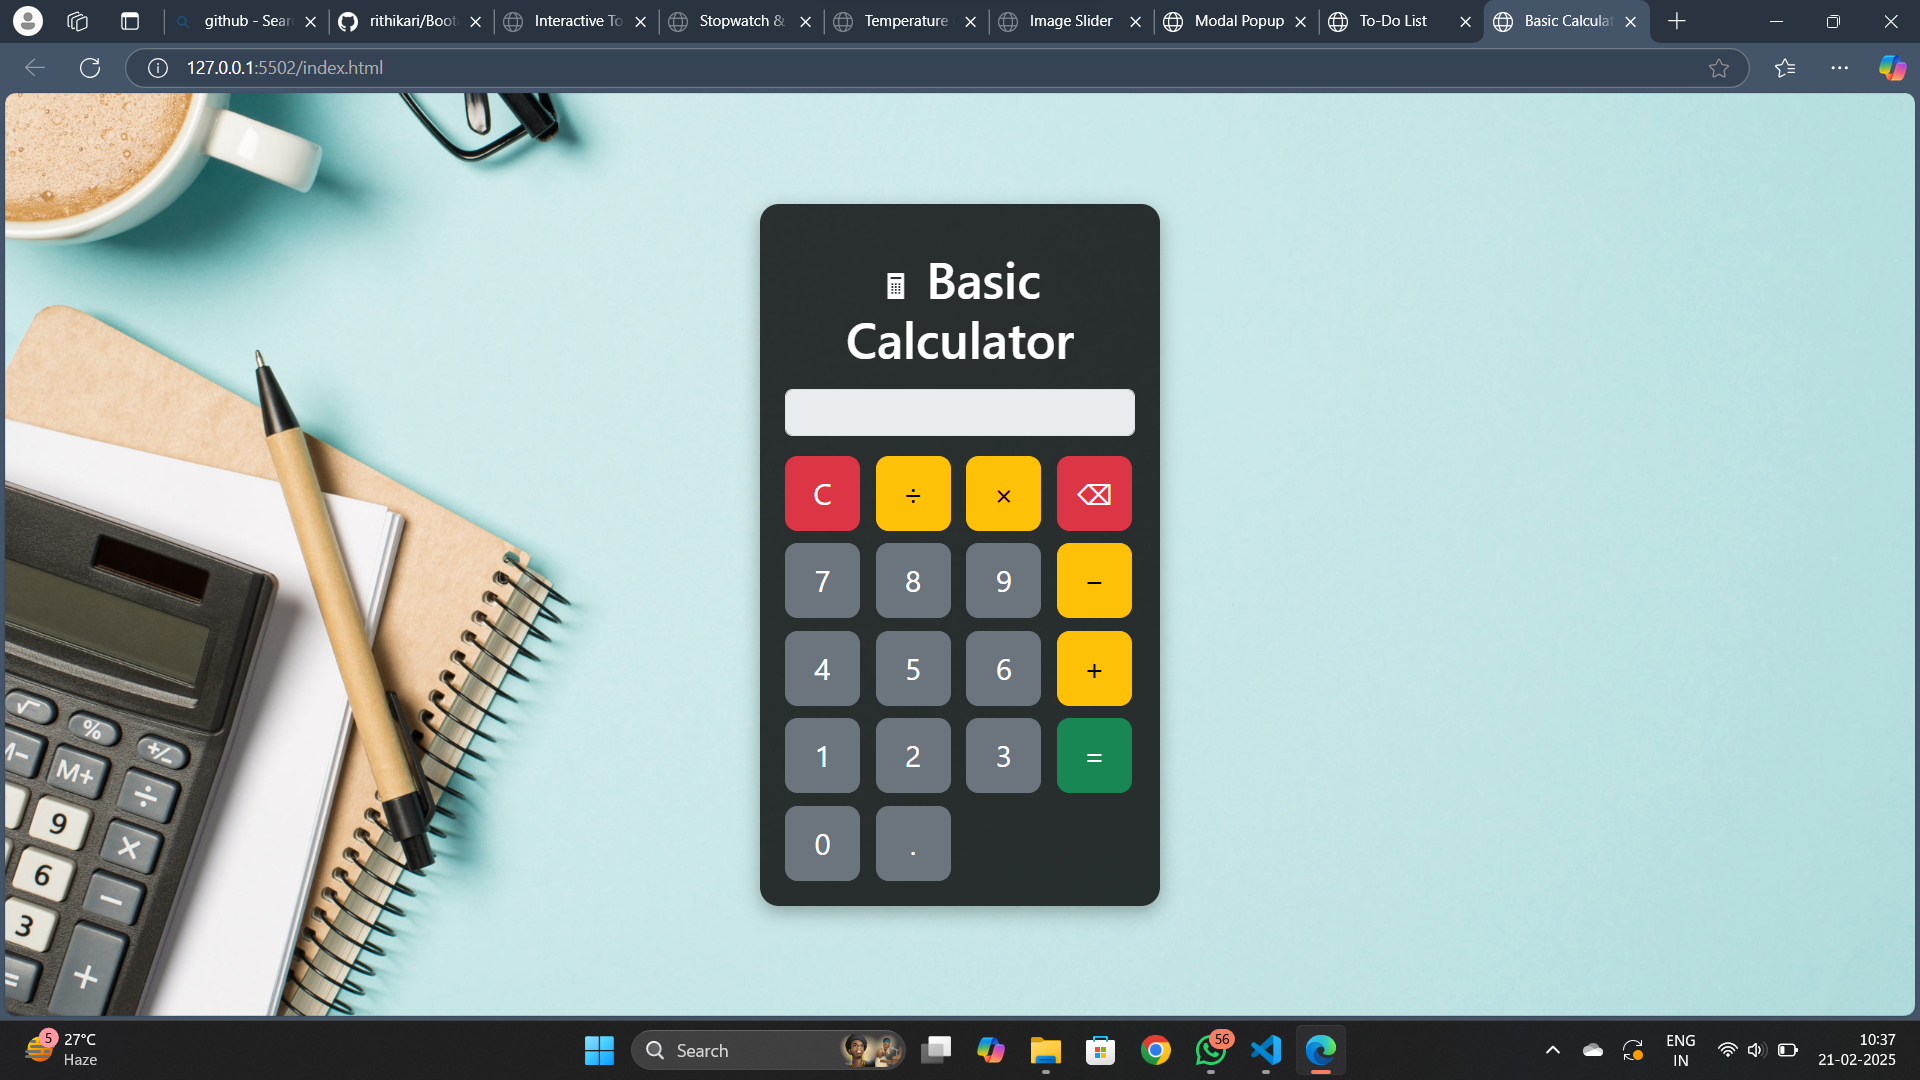 github - Sear
rithikari/Boot
Interactive To
Stopwatch &
Temperature
Image Slider
Modal Popup
To-Do List
Basic Calculat
127.0.0.1:5502/index.html
Basic
Calculator
C ÷ × ⌫
7 8 9 −
4 5 6 +
1 2 3 =
0 .
√ % +/−
M− M+ ÷
9 ×
6 −
3
= +
5
27°C
Haze
Search
56
ENG
IN
10:37
21-02-2025